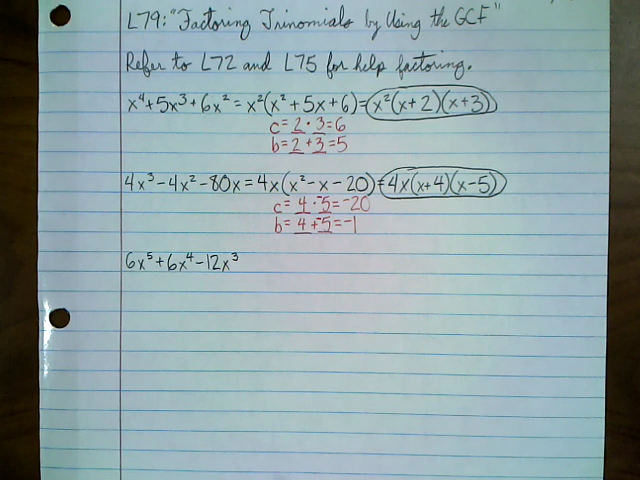 L79: "Factoring Trinomials by Using the GCF"
Refer to L72 and L75 for help factoring.
x⁴+5x³+6x² = x²(x²+5x+6) = x²(x+2)(x+3)
c = 2 · 3 = 6
b = 2 + 3 = 5
4x³-4x²-80x = 4x(x²-x-20) = 4x(x+4)(x-5)
c = 4 · -5 = -20
b = 4 + -5 = -1
6x⁵+6x⁴-12x³